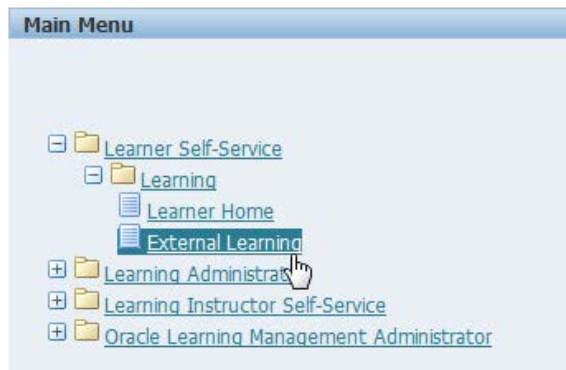 Main Menu
Learner Self-Service
Learning
Learner Home
External Learning
Learning Administrat
Learning Instructor Self-Service
Oracle Learning Management Administrator